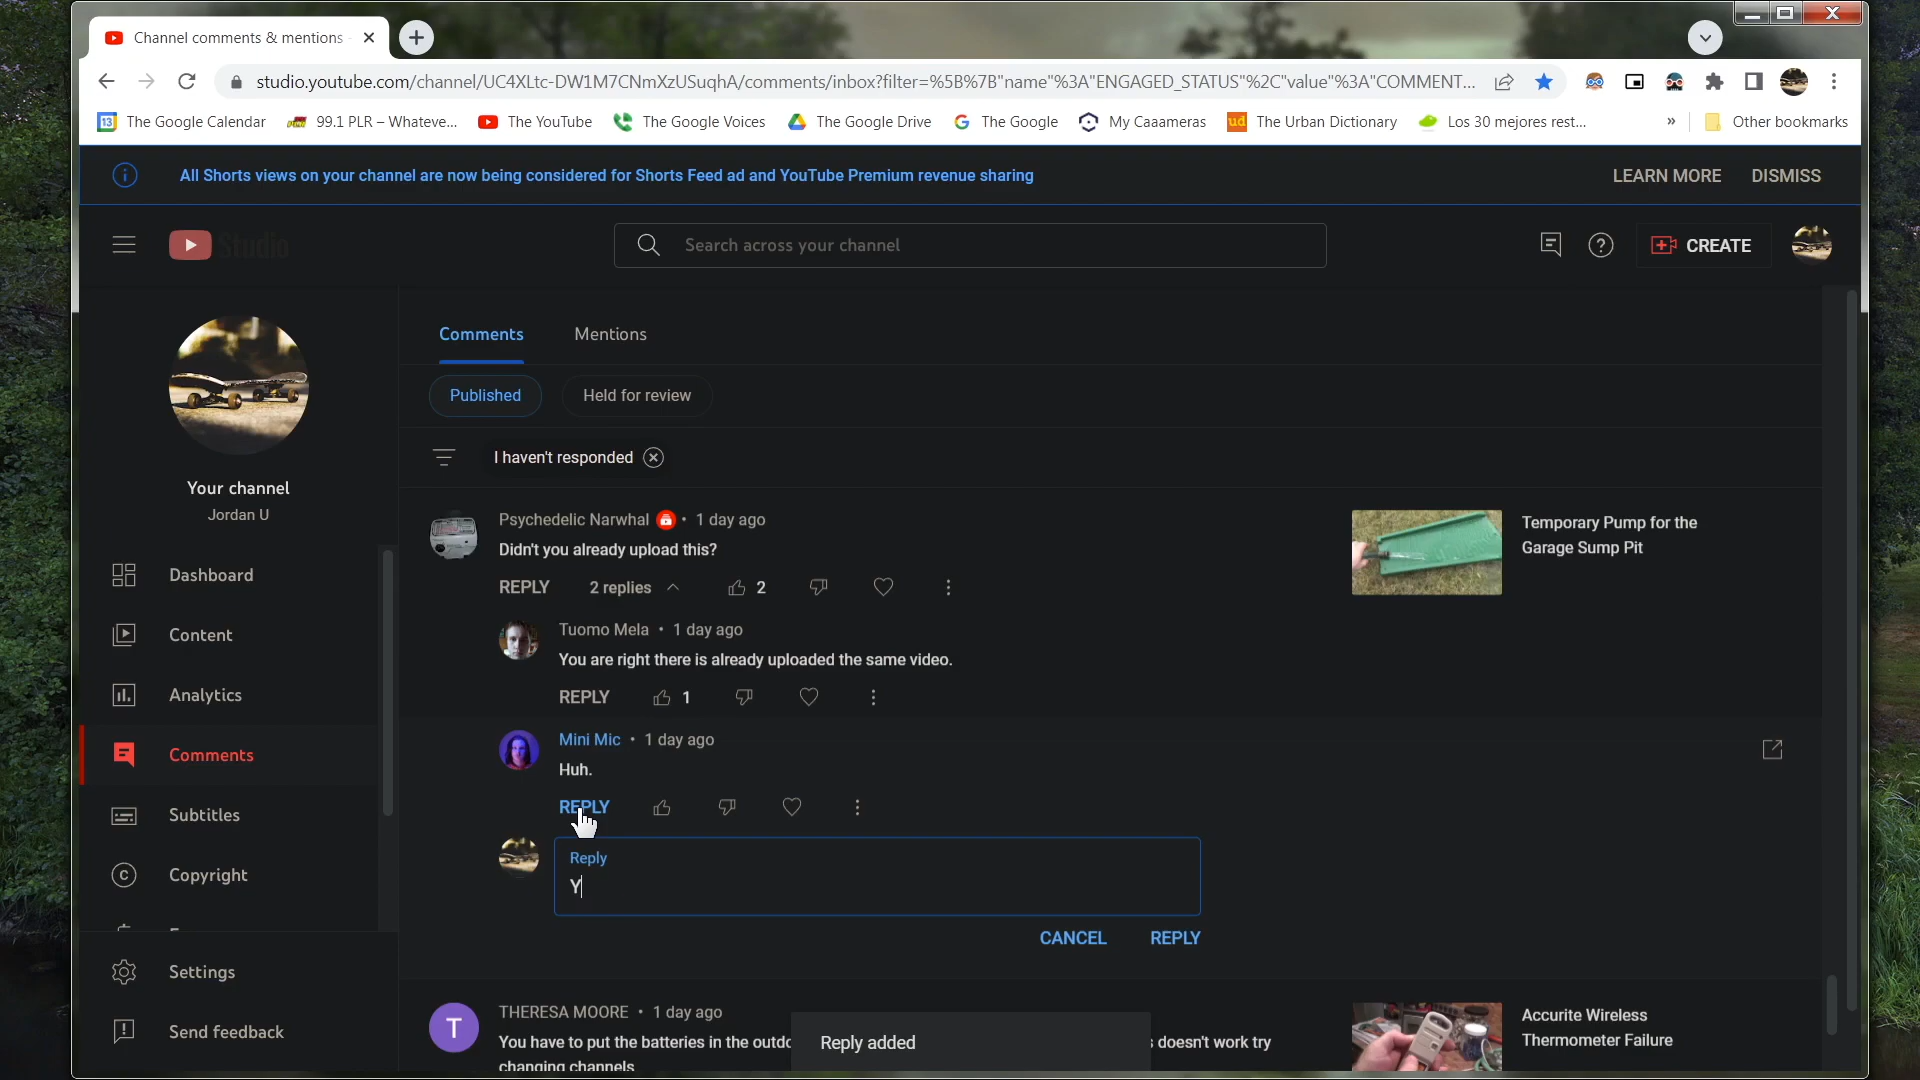 Channel comments & mentions
studio.youtube.com/channel/UC4XLtc-DW1M7CNmXzUSuqhA/comments/inbox?filter=%5B%7B"name"%3A"ENGAGED_STATUS"%2C"value"%3A"COMMENT...
13 The Google Calendar 99.1 PLR – Whateve... The YouTube The Google Voices The Google Drive The Google My Caaameras ud The Urban Dictionary Los 30 mejores rest... » Other bookmarks
All Shorts views on your channel are now being considered for Shorts Feed ad and YouTube Premium revenue sharing LEARN MORE DISMISS
Studio Search across your channel CREATE
Comments Mentions
Published Held for review
I haven't responded
Your channel
Jordan U
Dashboard
Content
Analytics
Comments
Subtitles
Copyright
Settings
Send feedback
Psychedelic Narwhal • 1 day ago
Didn't you already upload this?
REPLY 2 replies 2
Temporary Pump for the
Garage Sump Pit
Tuomo Mela • 1 day ago
You are right there is already uploaded the same video.
REPLY 1
Mini Mic • 1 day ago
Huh.
REPLY
Reply
Y
CANCEL REPLY
T THERESA MOORE • 1 day ago
You have to put the batteries in the outdo
doesn't work try
changing channels
Accurite Wireless
Thermometer Failure
Reply added